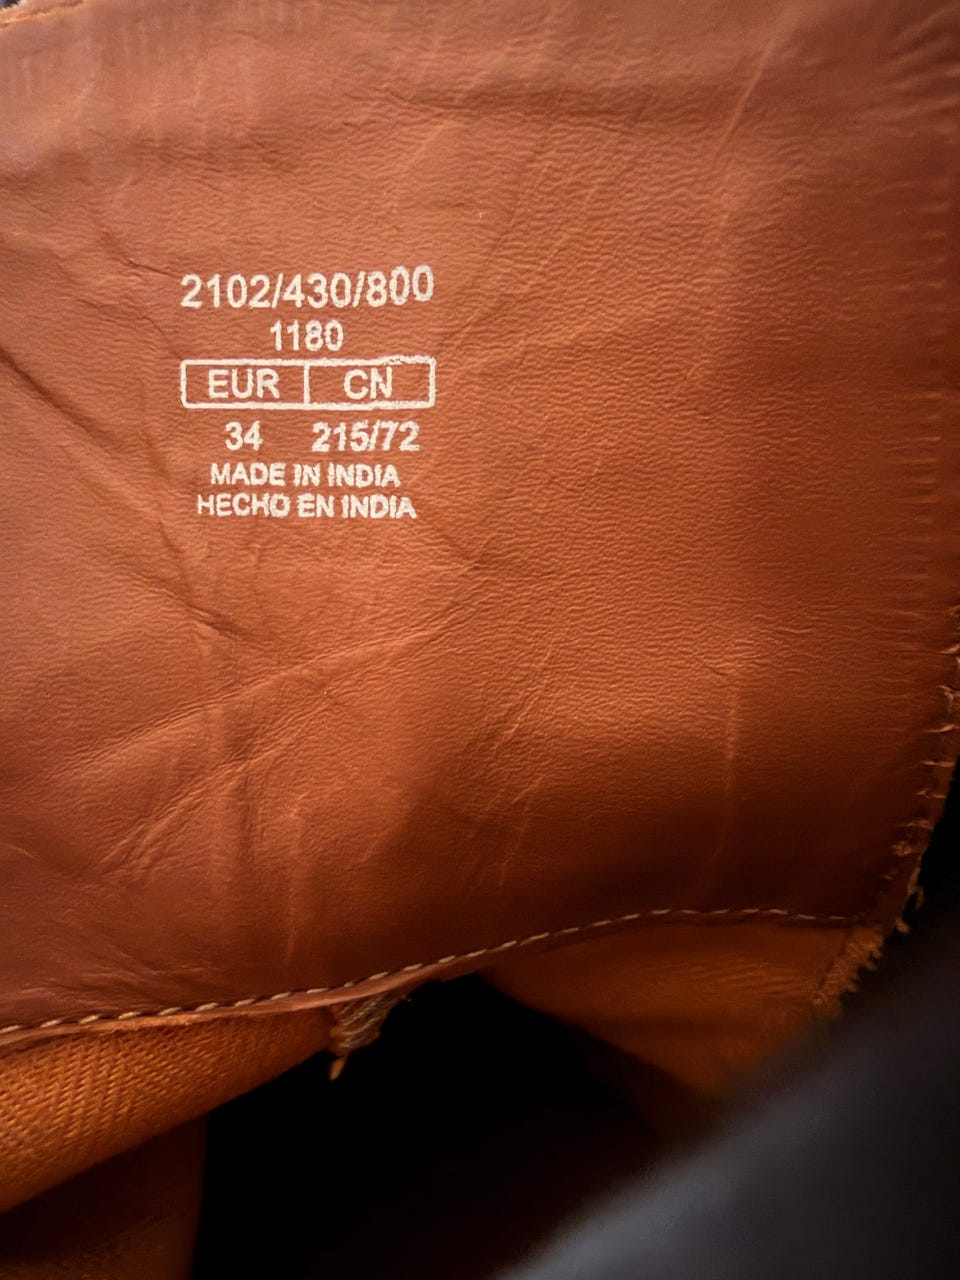 2102/430/800
1180
EUR CN
34 215/72
MADE IN INDIA
HECHO EN INDIA